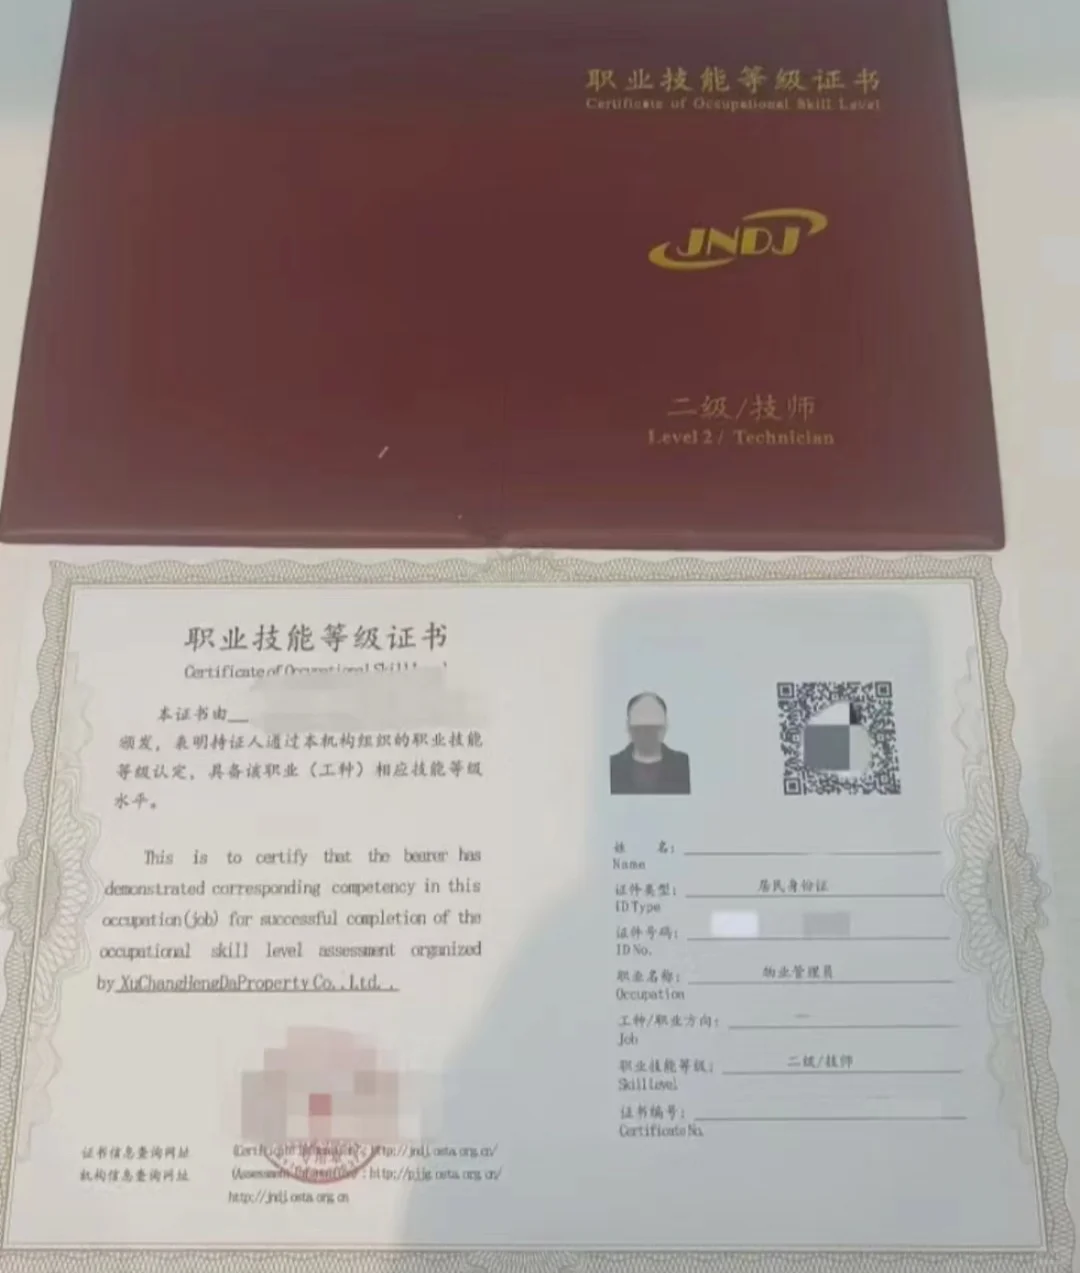 职业技能等级证书
Certificate of Occupational Skill Level
JNDJ
二级/技师
Level 2 / Technician
职业技能等级证书
Certificate of Occupational Skill
本证书由
颁发，表明持证人通过本机构组织的职业技能
等级认定，具备该职业（工种）相应技能等级
水平。
This is to certify that the bearer has
demonstrated corresponding competency in this
occupation(job) for successful completion of the
occupational skill level assessment organized
by XuChangHengDaProperty Co.,Ltd. .
证书信息查询网址
http://jndj.osta.org.cn/
机构信息查询网址
http://pjjg.osta.org.cn/
http://jndj.osta.org.cn
姓 名：
Name
证件类型： 居民身份证
ID Type
证件号码：
ID No.
职业名称： 物业管理员
Occupation
工种/职业方向： —
Job
职业技能等级： 二级/技师
Skill Level
证书编号：
Certificate No.